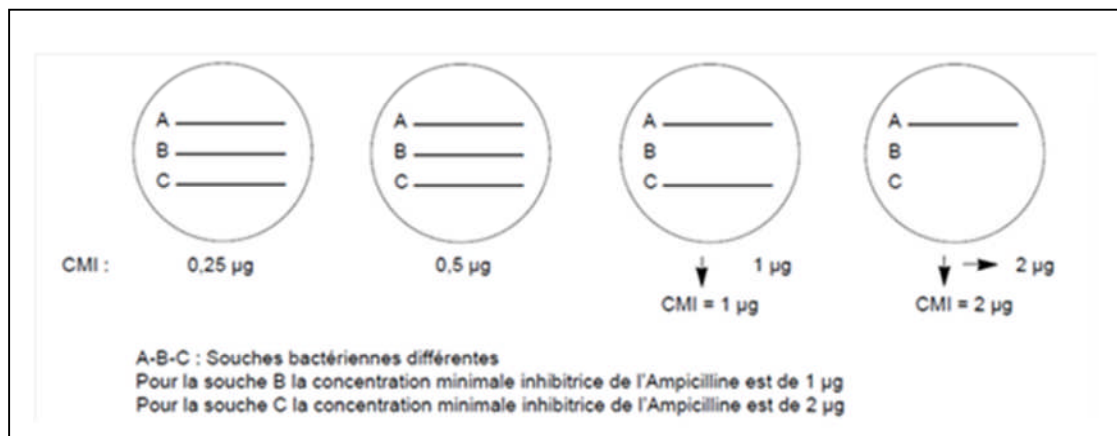 A A A A
B B B B
C C C C
CMI : 0,25 µg 0,5 µg 1 µg 2 µg
CMI = 1 µg CMI = 2 µg
A-B-C : Souches bactériennes différentes
Pour la souche B la concentration minimale inhibitrice de l'Ampicilline est de 1 µg
Pour la souche C la concentration minimale inhibitrice de l'Ampicilline est de 2 µg